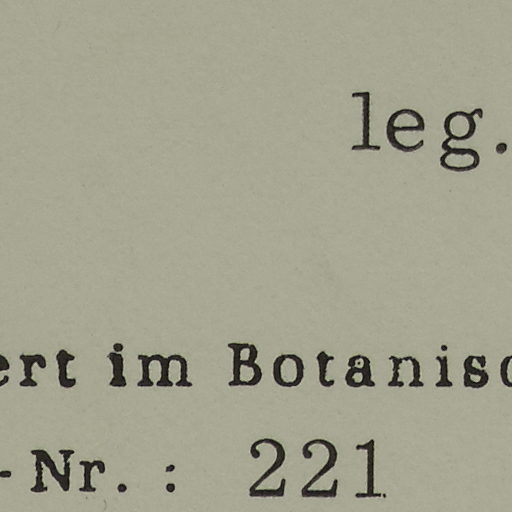 leg.
ert im Botanisc
-Nr. : 221